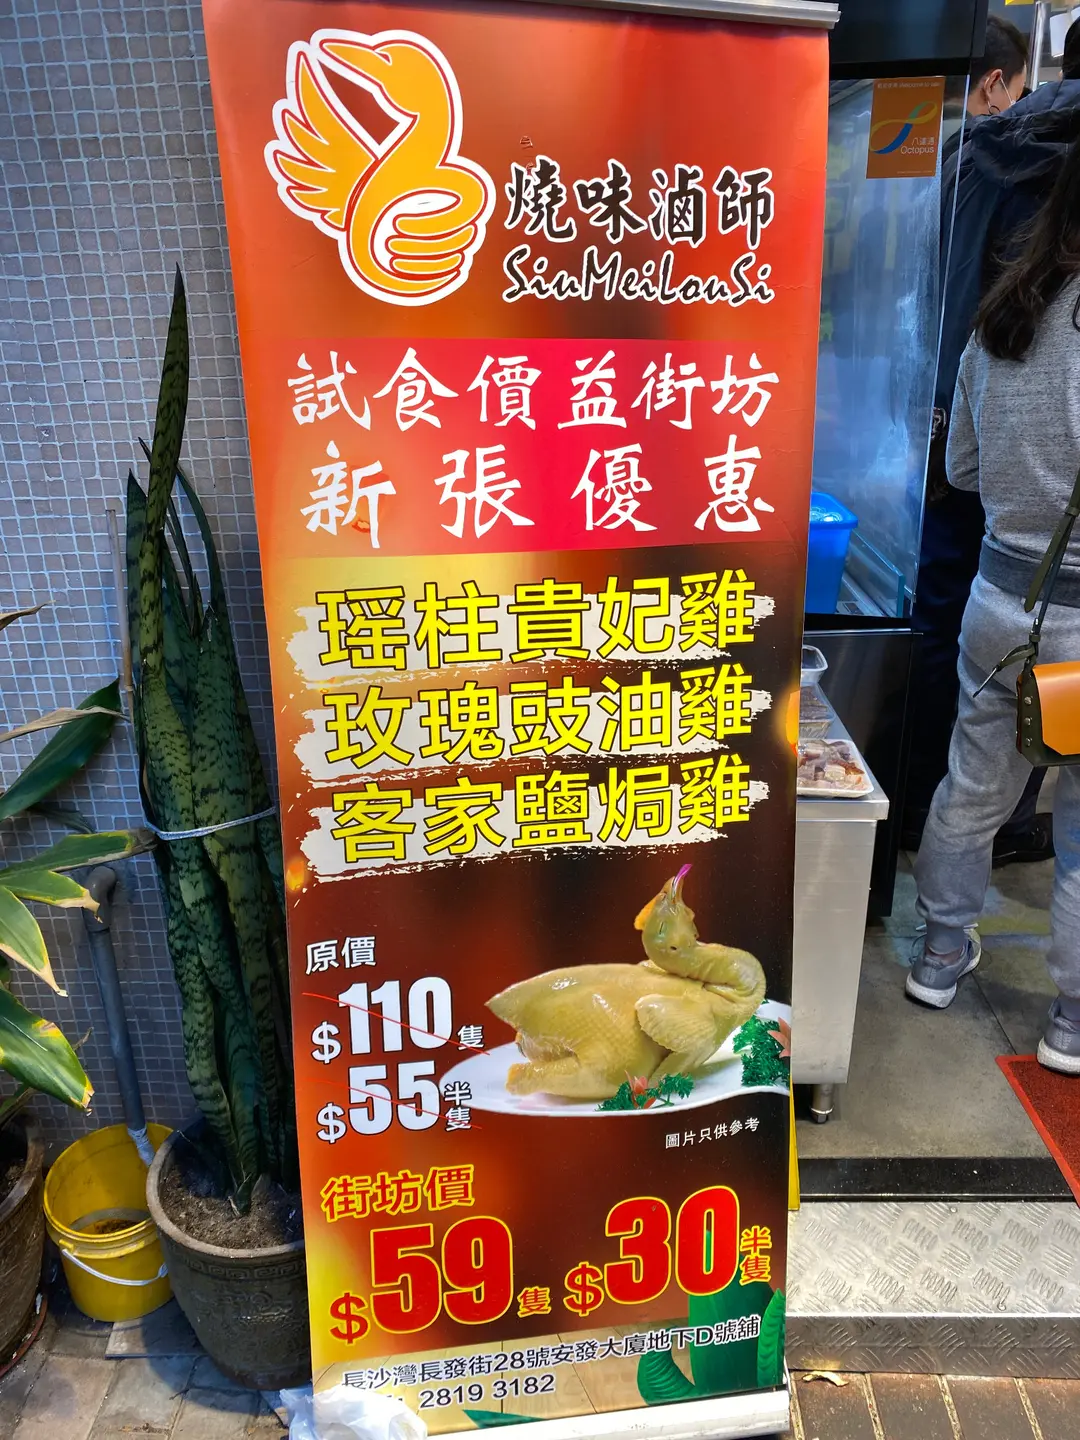 燒味滷師
SiuMeiLouSi
試食價益街坊
新張優惠
瑤柱貴妃雞
玫瑰豉油雞
客家鹽焗雞
原價
$110隻
$55半隻
圖片只供參考
街坊價
$59隻 $30半隻
長沙灣長發街28號安發大廈地下D號舖
2819 3182
八達通
Octopus